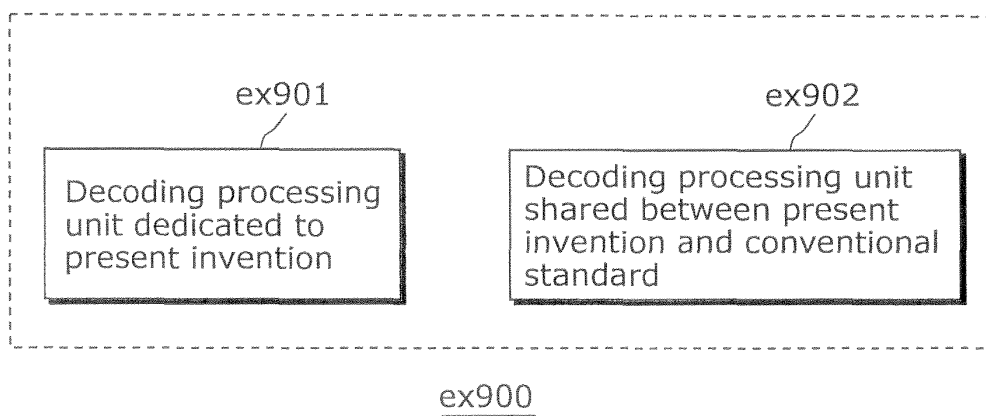 ex901
ex902
Decoding processing
unit dedicated to
present invention
Decoding processing unit
shared between present
invention and conventional
standard
ex900